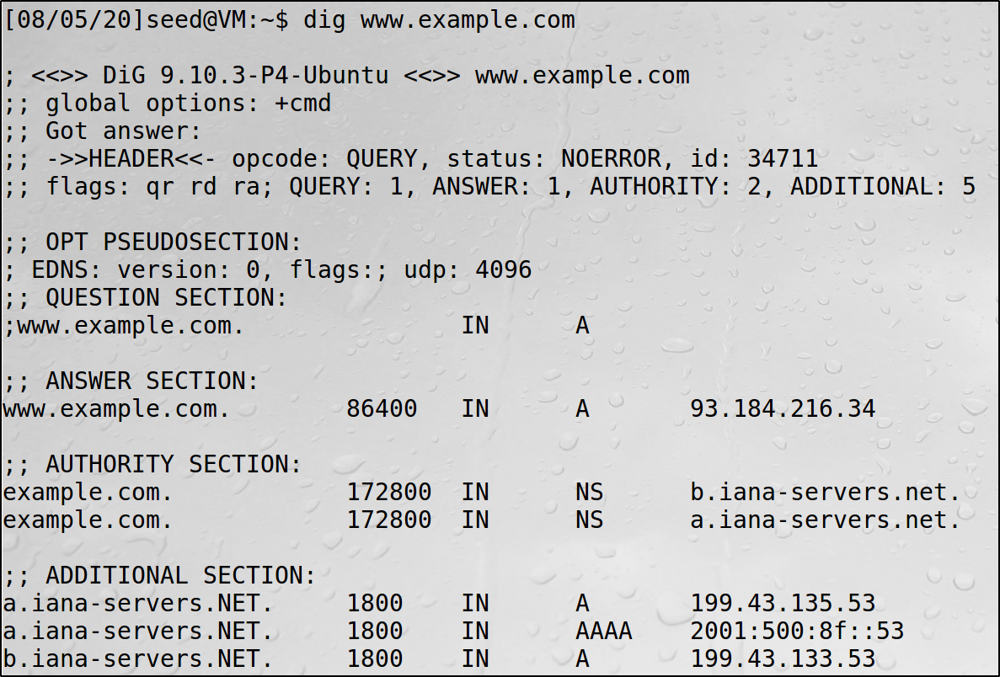 [08/05/20]seed@VM:~$ dig www.example.com
; <<>> DiG 9.10.3-P4-Ubuntu <<>> www.example.com
;; global options: +cmd
;; Got answer:
;; ->>HEADER<<- opcode: QUERY, status: NOERROR, id: 34711
;; flags: qr rd ra; QUERY: 1, ANSWER: 1, AUTHORITY: 2, ADDITIONAL: 5
;; OPT PSEUDOSECTION:
; EDNS: version: 0, flags:; udp: 4096
;; QUESTION SECTION:
;www.example.com. IN A
;; ANSWER SECTION:
www.example.com. 86400 IN A 93.184.216.34
;; AUTHORITY SECTION:
example.com. 172800 IN NS b.iana-servers.net.
example.com. 172800 IN NS a.iana-servers.net.
;; ADDITIONAL SECTION:
a.iana-servers.NET. 1800 IN A 199.43.135.53
a.iana-servers.NET. 1800 IN AAAA 2001:500:8f::53
b.iana-servers.NET. 1800 IN A 199.43.133.53